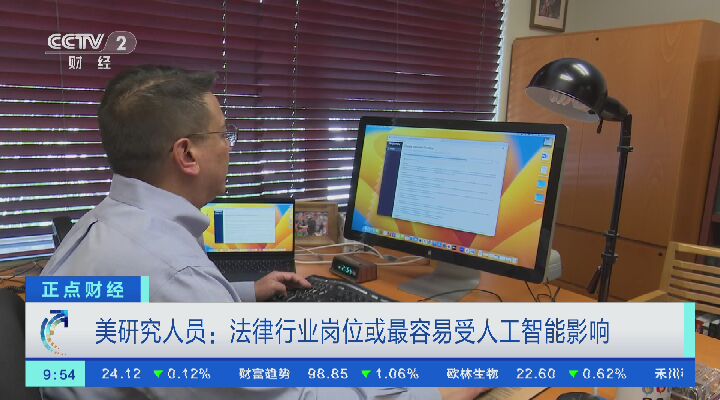 CCTV 2
财经
正点财经
美研究人员：法律行业岗位或最容易受人工智能影响
9:54 24.12 ▼0.12% 财富趋势 98.85 ▼1.06% 欧林生物 22.60 ▼0.62%